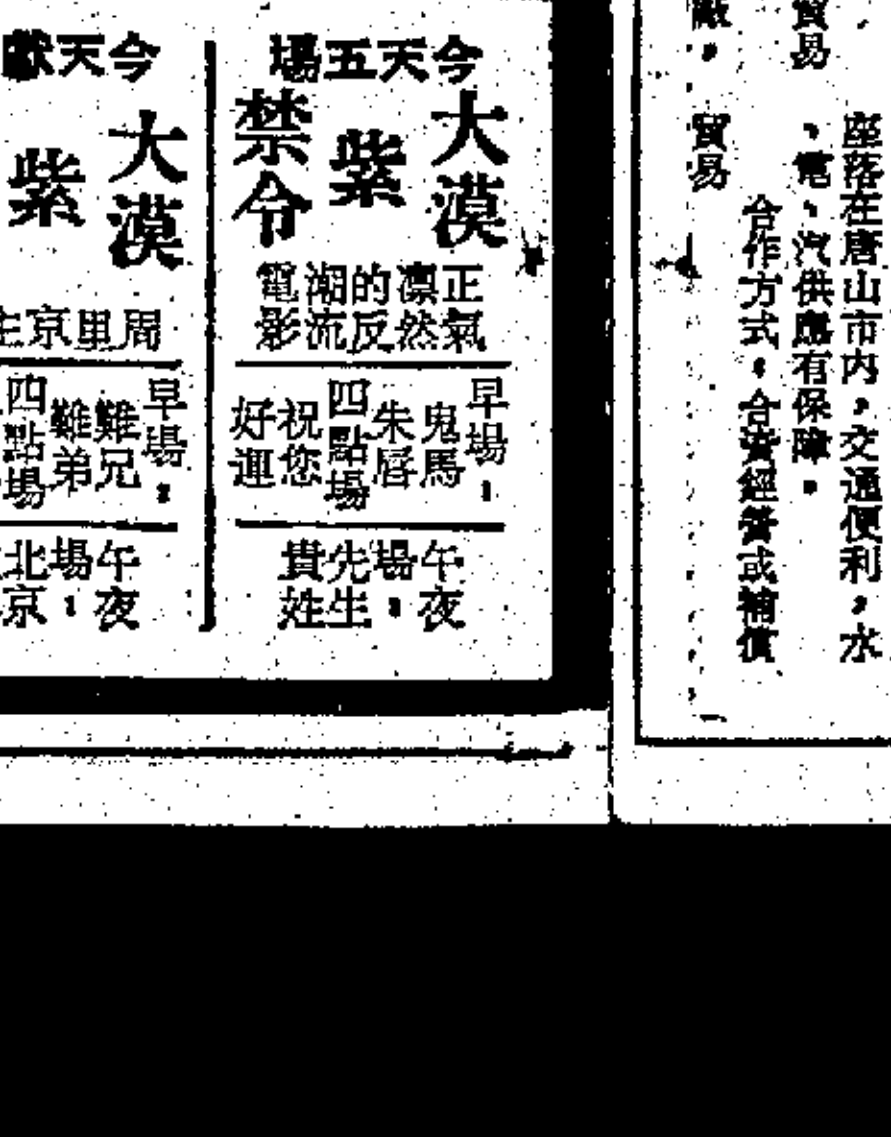 貿易
廠。
座落在唐山市内，交通便利，水
、電、汽供應有保障。
合作方式：合資經營或補償
貿易
今天五場
大漠
紫
禁令
正氣
凜然
的反
潮流
電影
早場：
鬼馬
朱唇
四點場
祝您
好運
午夜
場：
先生
貴姓
今天獻
大漠
紫
周里京主
早場：
難兄
難弟
四點場
午夜
場：
北京